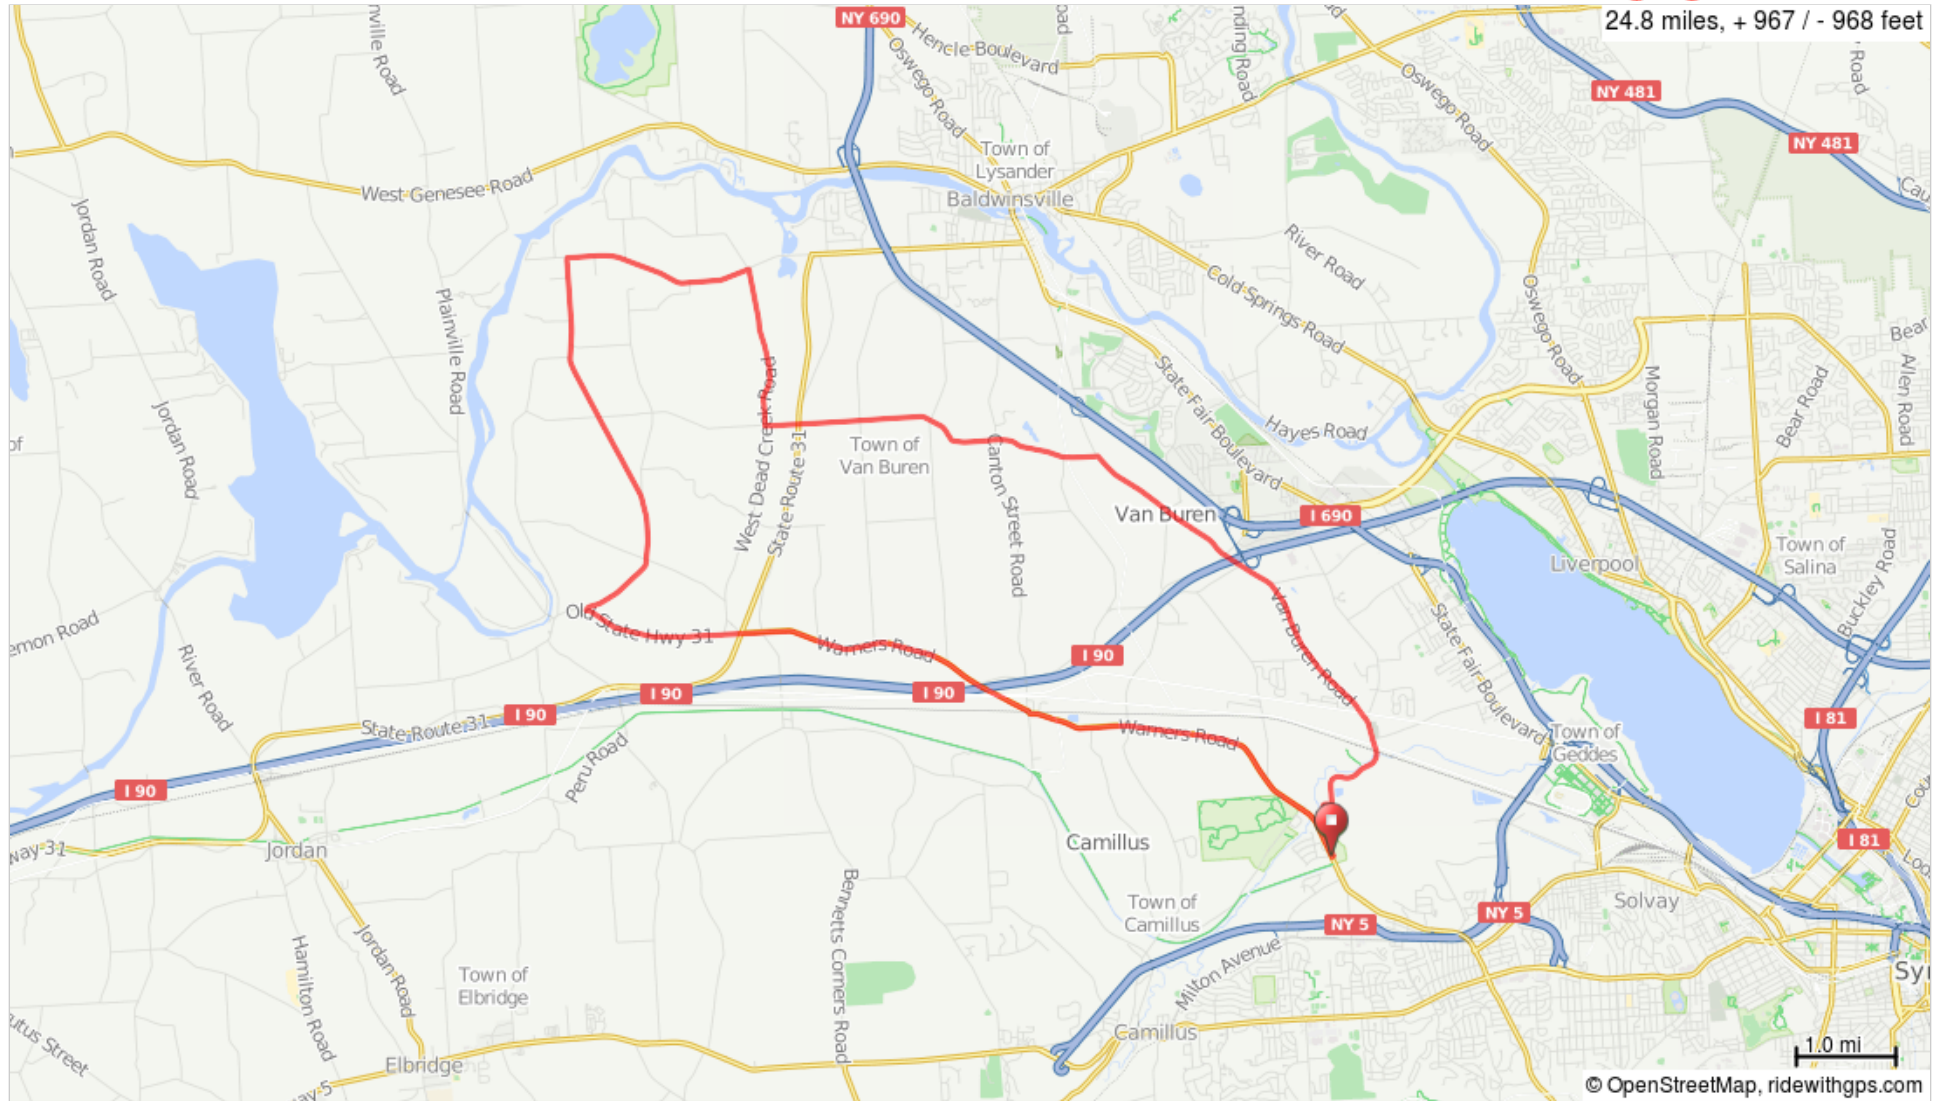 24.8 miles, + 967 / - 968 feet
NY 690
Hencle Boulevard
Oswego Road
Oswego Road
NY 481
NY 481
Town of
Lysander
Baldwinsville
West Genesee Road
Jordan Road
River Road
Cold Springs Road
Oswego Road
Plainville Road
State Fair Boulevard
Hayes Road
Morgan Road
Bear Road
Allen Road
Jordan Road
West Dead Creek Road
State Route 31
Town of
Van Buren
Canton Street Road
Van Buren
I 690
Liverpool
Town of
Salina
Buckley Road
Old State Hwy 31
Warners Road
Van Buren Road
State Fair Boulevard
I 90
I 90
I 90
I 90
River Road
State Route 31
Warners Road
Town of
Geddes
I 81
Peru Road
I 90
Jordan
Camillus
I 81
Bennetts Corners Road
Town of
Camillus
NY 5
NY 5
Solvay
Milton Avenue
Hamilton Road
Jordan Road
Town of
Elbridge
Camillus
Elbridge
1.0 mi
© OpenStreetMap, ridewithgps.com